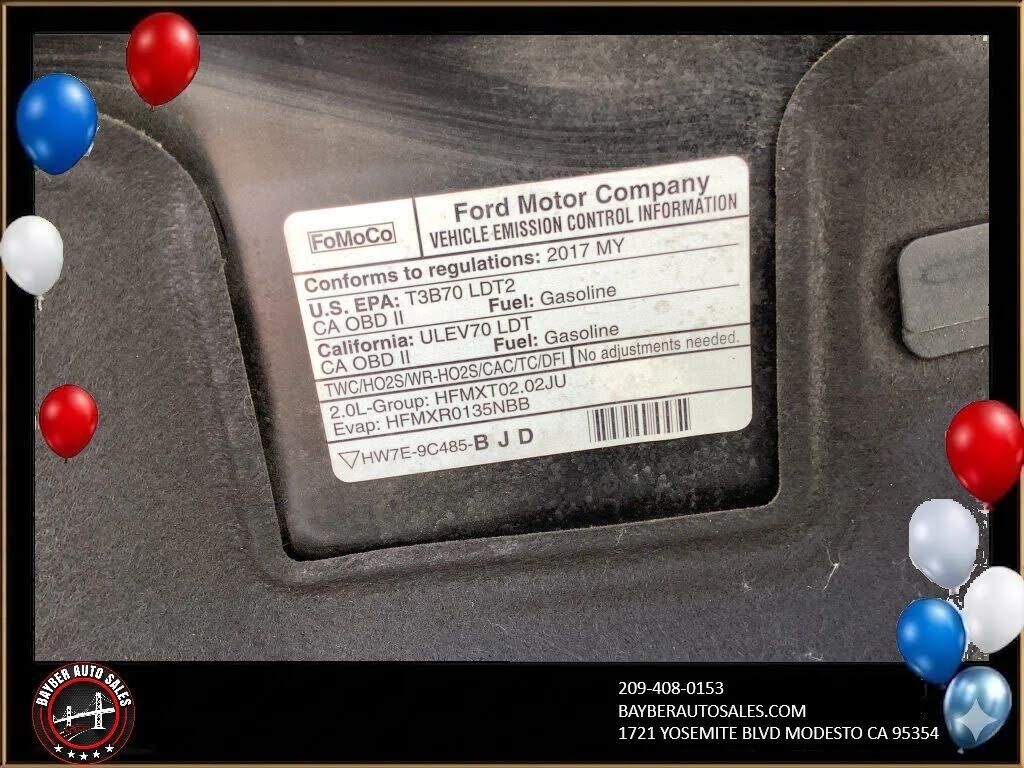 FoMoCo
Ford Motor Company
VEHICLE EMISSION CONTROL INFORMATION
Conforms to regulations: 2017 MY
U.S. EPA: T3B70 LDT2
CA OBD II Fuel: Gasoline
California: ULEV70 LDT
CA OBD II Fuel: Gasoline
TWC/HO2S/WR-HO2S/CAC/TC/DFI No adjustments needed.
2.0L-Group: HFMXT02.02JU
Evap: HFMXR0135NBB
HW7E-9C485-B J D
BAYBER AUTO SALES
209-408-0153
BAYBERAUTOSALES.COM
1721 YOSEMITE BLVD MODESTO CA 95354